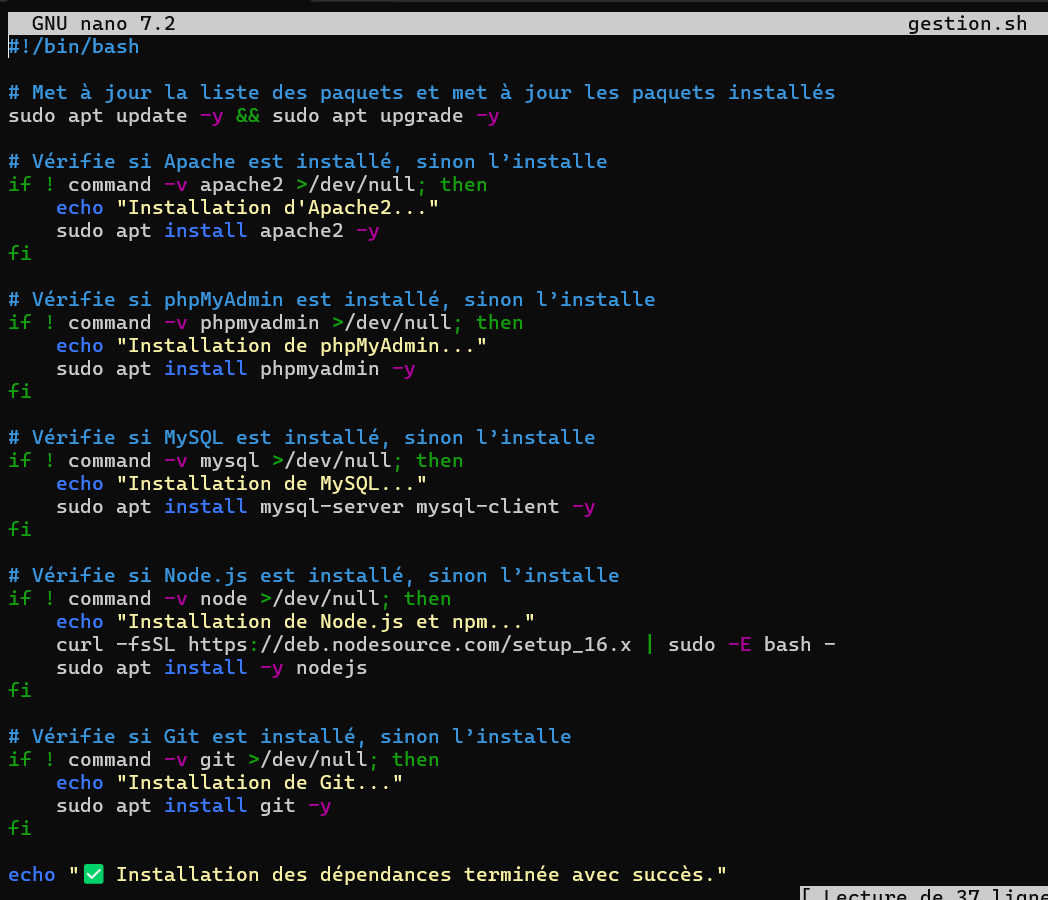 GNU nano 7.2 gestion.sh
#!/bin/bash
# Met à jour la liste des paquets et met à jour les paquets installés
sudo apt update -y && sudo apt upgrade -y
# Vérifie si Apache est installé, sinon l’installe
if ! command -v apache2 >/dev/null; then
    echo "Installation d'Apache2..."
    sudo apt install apache2 -y
fi
# Vérifie si phpMyAdmin est installé, sinon l’installe
if ! command -v phpmyadmin >/dev/null; then
    echo "Installation de phpMyAdmin..."
    sudo apt install phpmyadmin -y
fi
# Vérifie si MySQL est installé, sinon l’installe
if ! command -v mysql >/dev/null; then
    echo "Installation de MySQL..."
    sudo apt install mysql-server mysql-client -y
fi
# Vérifie si Node.js est installé, sinon l’installe
if ! command -v node >/dev/null; then
    echo "Installation de Node.js et npm..."
    curl -fsSL https://deb.nodesource.com/setup_16.x | sudo -E bash -
    sudo apt install -y nodejs
fi
# Vérifie si Git est installé, sinon l’installe
if ! command -v git >/dev/null; then
    echo "Installation de Git..."
    sudo apt install git -y
fi
echo "✅ Installation des dépendances terminée avec succès."
[ Lecture de 37 ligne